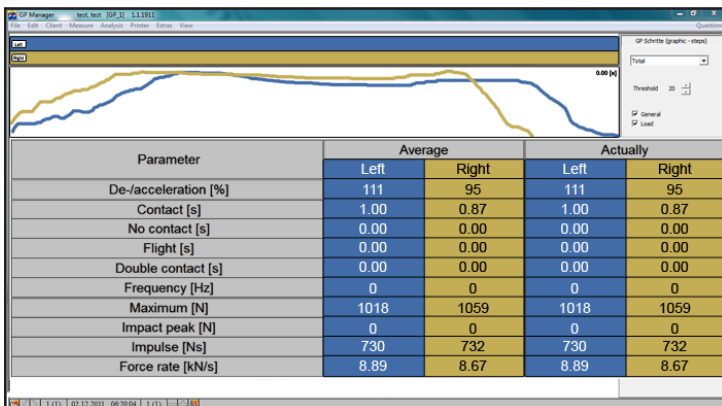 GP Manager test, test [GP_1] 1.1.1911
File Edit Client Measure Analysis Printer Extras View Question
Left
Right
0.00 [s]
GP Schritte (graphic - steps)
Total
Threshold 20
General
Load
Parameter Average Actually
Left Right Left Right
De-/acceleration [%] 111 95 111 95
Contact [s] 1.00 0.87 1.00 0.87
No contact [s] 0.00 0.00 0.00 0.00
Flight [s] 0.00 0.00 0.00 0.00
Double contact [s] 0.00 0.00 0.00 0.00
Frequency [Hz] 0 0 0 0
Maximum [N] 1018 1059 1018 1059
Impact peak [N] 0 0 0 0
Impulse [Ns] 730 732 730 732
Force rate [kN/s] 8.89 8.67 8.89 8.67
1 (1) 02.12.2011 06:20:04 1 (1)